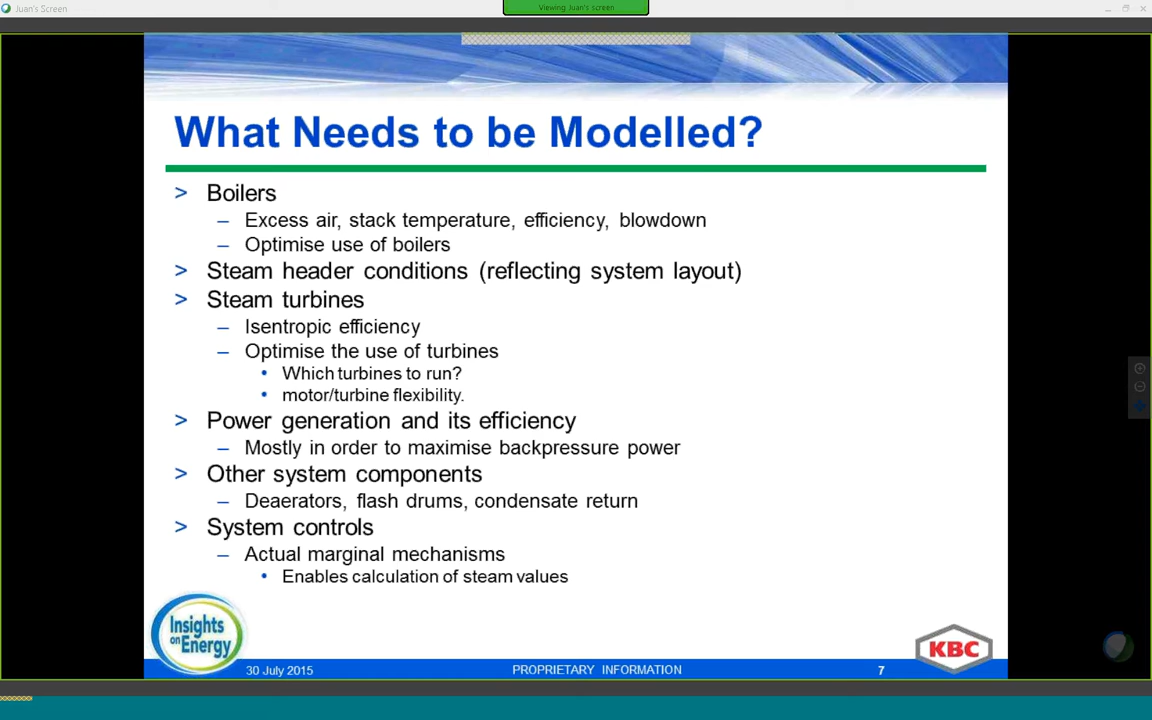 Juan's Screen
Viewing Juan's screen
What Needs to be Modelled?
> Boilers
– Excess air, stack temperature, efficiency, blowdown
– Optimise use of boilers
> Steam header conditions (reflecting system layout)
> Steam turbines
– Isentropic efficiency
– Optimise the use of turbines
• Which turbines to run?
• motor/turbine flexibility.
> Power generation and its efficiency
– Mostly in order to maximise backpressure power
> Other system components
– Deaerators, flash drums, condensate return
> System controls
– Actual marginal mechanisms
• Enables calculation of steam values
Insights
on Energy
KBC
30 July 2015
PROPRIETARY INFORMATION
7